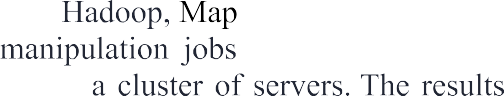 Hadoop, Map
manipulation jobs
a cluster of servers. The results